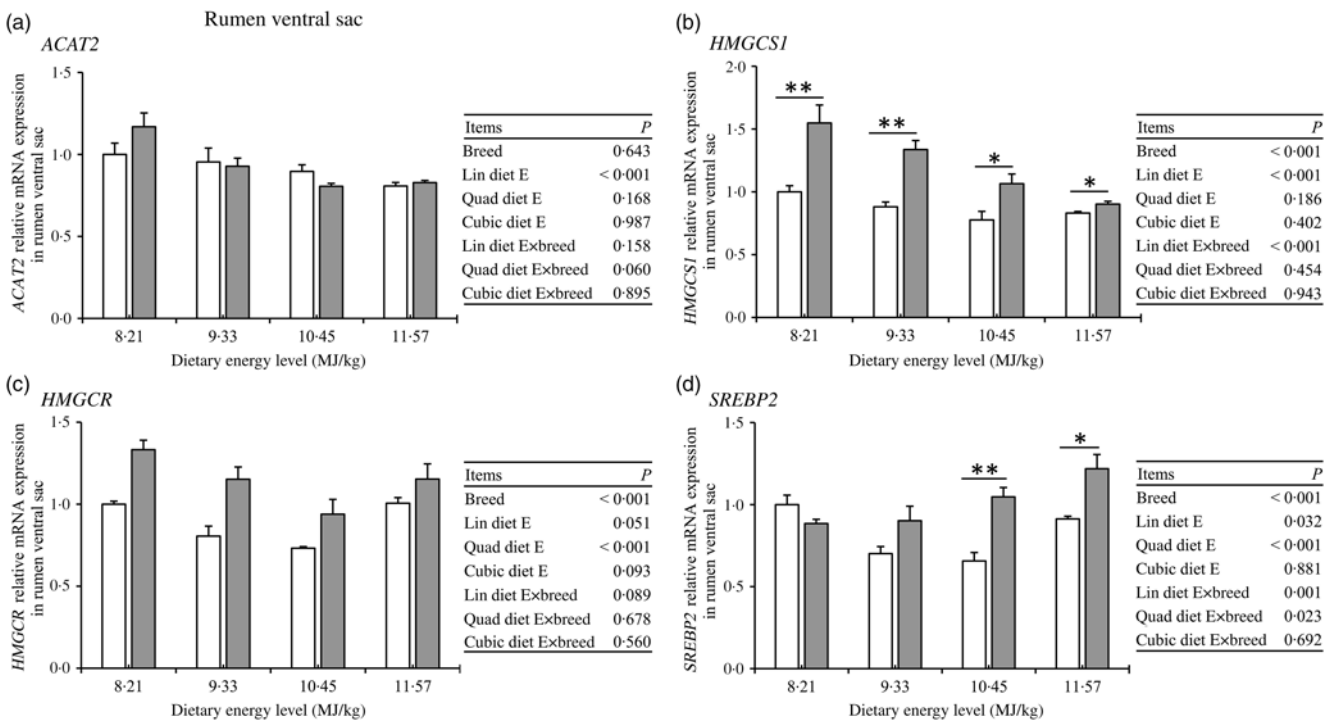 Rumen ventral sac
(a)
ACAT2
ACAT2 relative mRNA expression
in rumen ventral sac
1·5
1·0
0·5
0·0
8·21 9·33 10·45 11·57
Dietary energy level (MJ/kg)
Items P
Breed 0·643
Lin diet E < 0·001
Quad diet E 0·168
Cubic diet E 0·987
Lin diet E×breed 0·158
Quad diet E×breed 0·060
Cubic diet E×breed 0·895
(b)
HMGCS1
HMGCS1 relative mRNA expression
in rumen ventral sac
2·0
1·5
1·0
0·5
0·0
** ** * *
8·21 9·33 10·45 11·57
Dietary energy level (MJ/kg)
Items P
Breed < 0·001
Lin diet E < 0·001
Quad diet E 0·186
Cubic diet E 0·402
Lin diet E×breed < 0·001
Quad diet E×breed 0·454
Cubic diet E×breed 0·943
(c)
HMGCR
HMGCR relative mRNA expression
in rumen ventral sac
1·5
1·0
0·5
0·0
8·21 9·33 10·45 11·57
Dietary energy level (MJ/kg)
Items P
Breed < 0·001
Lin diet E 0·051
Quad diet E < 0·001
Cubic diet E 0·093
Lin diet E×breed 0·089
Quad diet E×breed 0·678
Cubic diet E×breed 0·560
(d)
SREBP2
SREBP2 relative mRNA expression
in rumen ventral sac
1·5
1·0
0·5
0·0
** *
8·21 9·33 10·45 11·57
Dietary energy level (MJ/kg)
Items P
Breed < 0·001
Lin diet E 0·032
Quad diet E < 0·001
Cubic diet E 0·881
Lin diet E×breed 0·001
Quad diet E×breed 0·023
Cubic diet E×breed 0·692